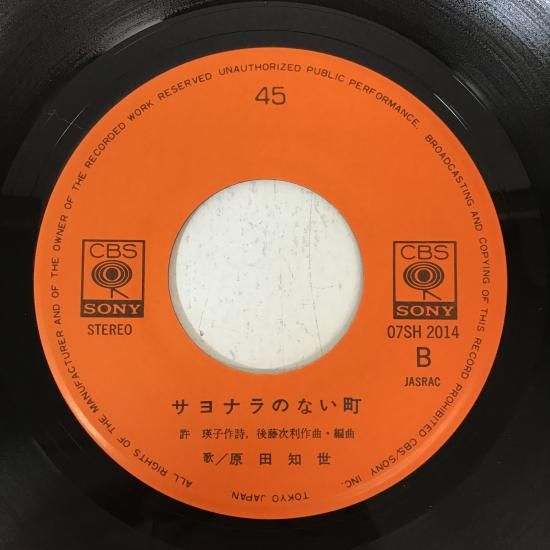 ALL RIGHTS OF THE MANUFACTURER AND OF THE OWNER OF THE RECORDED WORK RESERVED UNAUTHORIZED PUBLIC PERFORMANCE, BROADCASTING AND COPYING OF THIS RECORD PROHIBITED CBS/SONY INC.
45
CBS
SONY
STEREO
CBS
SONY
07SH 2014
B
JASRAC
サヨナラのない町
許 瑛子作詩, 後藤次利作曲・編曲
歌/原田知世
TOKYO JAPAN